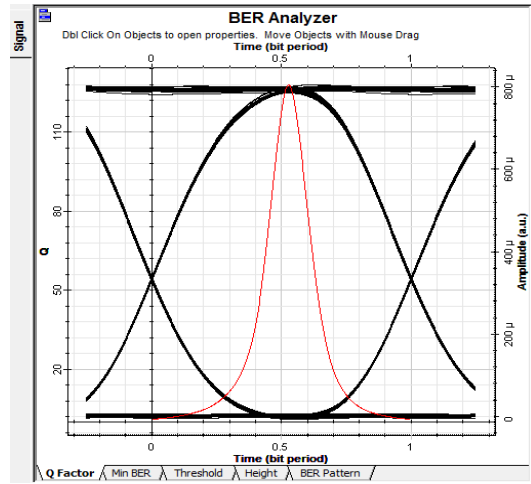 Signal
BER Analyzer
Dbl Click On Objects to open properties. Move Objects with Mouse Drag
Time (bit period)
0 0.5 1
Q
110
80
50
20
Amplitude (a.u.)
800 µ
600 µ
400 µ
200 µ
0
0 0.5 1
Time (bit period)
Q Factor Min BER Threshold Height BER Pattern